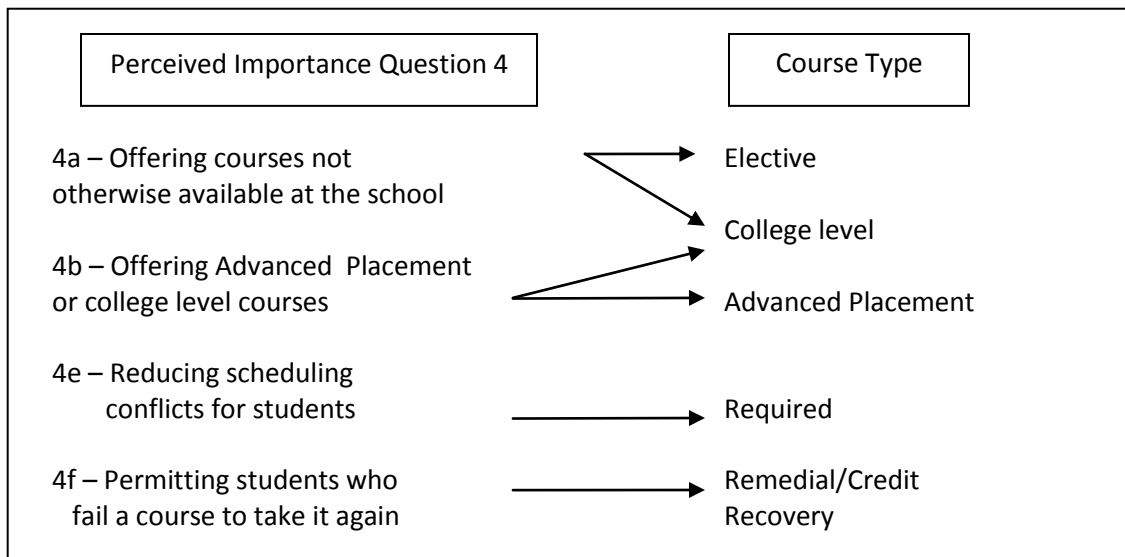 Perceived Importance Question 4
Course Type
4a – Offering courses not
otherwise available at the school
Elective
College level
4b – Offering Advanced Placement
or college level courses
Advanced Placement
4e – Reducing scheduling
conflicts for students
Required
4f – Permitting students who
fail a course to take it again
Remedial/Credit
Recovery